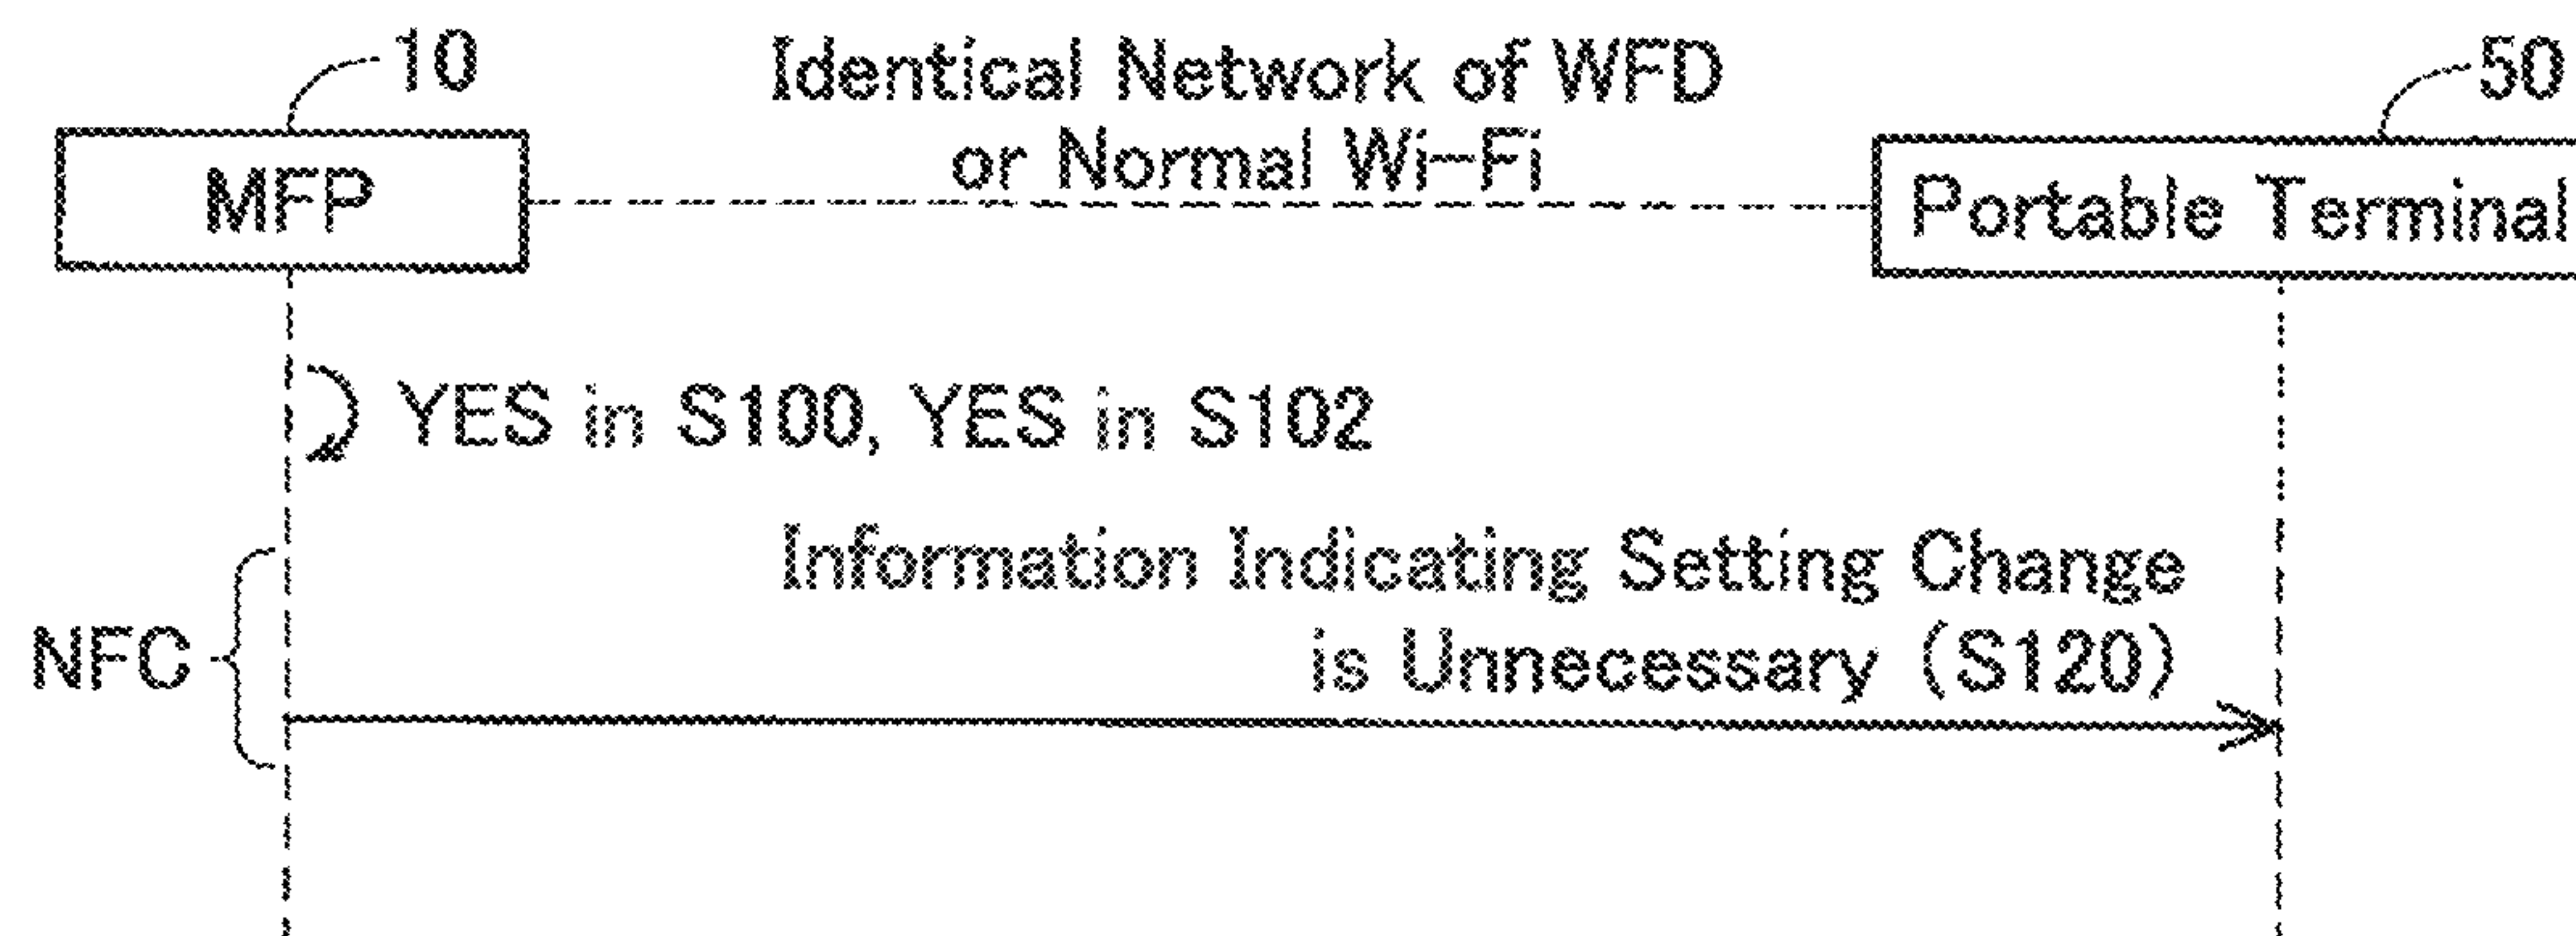 10
Identical Network of WFD
or Normal Wi-Fi
50
MFP
Portable Terminal
YES in S100, YES in S102
Information Indicating Setting Change
is Unnecessary (S120)
NFC